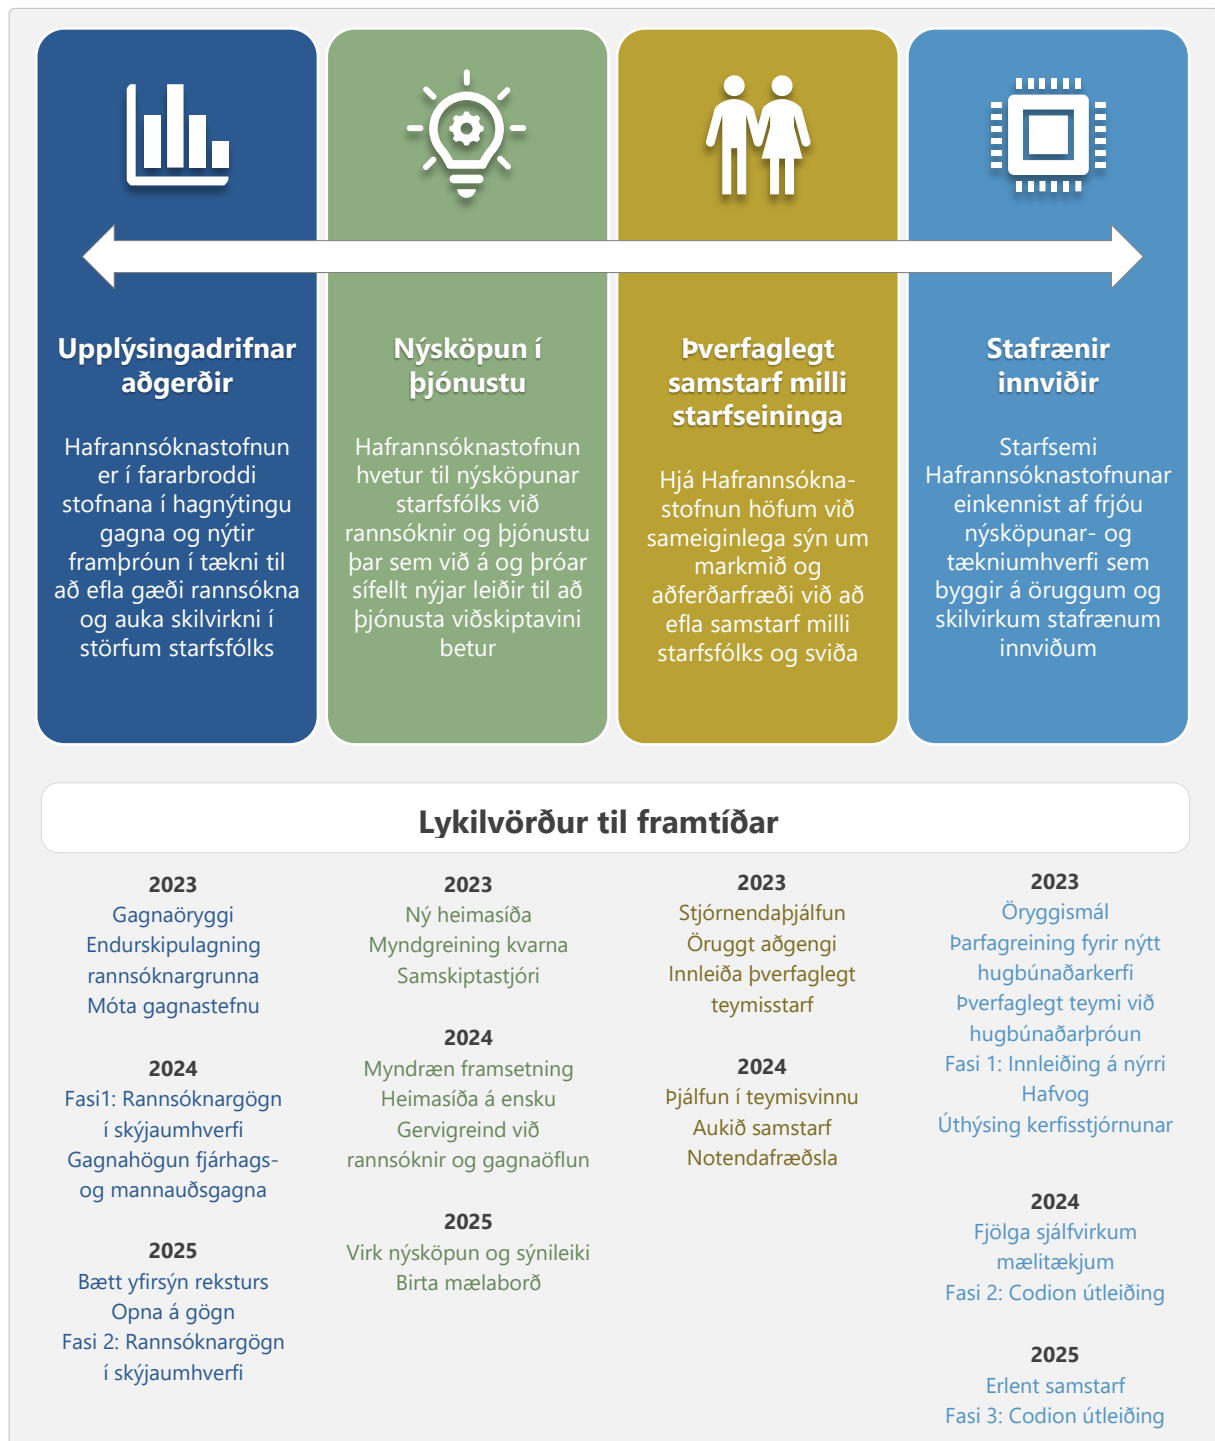 Upplýsingadrifnar
aðgerðir
Hafrannsóknastofnun
er í fararbroddi
stofnana í hagnýtingu
gagna og nýtir
framþróun í tækni til
að efla gæði rannsókna
og auka skilvirkni í
störfum starfsfólks
Nýsköpun í
þjónustu
Hafrannsóknastofnun
hvetur til nýsköpunar
starfsfólks við
rannsóknir og þjónustu
þar sem við á og þróar
sífellt nýjar leiðir til að
þjónusta viðskiptavini
betur
Þverfaglegt
samstarf milli
starfseininga
Hjá Hafrannsókna-
stofnun höfum við
sameiginlega sýn um
markmið og
aðferðarfræði við að
efla samstarf milli
starfsfólks og sviða
Stafrænir
innviðir
Starfsemi
Hafrannsóknastofnunar
einkennist af frjóu
nýsköpunar- og
tækniumhverfi sem
byggir á öruggum og
skilvirkum stafrænum
innviðum
Lykilvörður til framtíðar
2023
Gagnaöryggi
Endurskipulagning
rannsóknargrunna
Móta gagnastefnu
2024
Fasi1: Rannsóknargögn
í skýjaumhverfi
Gagnahögun fjárhags-
og mannauðsgagna
2025
Bætt yfirsýn reksturs
Opna á gögn
Fasi 2: Rannsóknargögn
í skýjaumhverfi
2023
Ný heimasíða
Myndgreining kvarna
Samskiptastjóri
2024
Myndræn framsetning
Heimasíða á ensku
Gervigreind við
rannsóknir og gagnaöflun
2025
Virk nýsköpun og sýnileiki
Birta mælaborð
2023
Stjórnendaþjálfun
Öruggt aðgengi
Innleiða þverfaglegt
teymisstarf
2024
Þjálfun í teymisvinnu
Aukið samstarf
Notendafræðsla
2023
Öryggismál
Þarfagreining fyrir nýtt
hugbúnaðarkerfi
Þverfaglegt teymi við
hugbúnaðarþróun
Fasi 1: Innleiðing á nýrri
Hafvog
Úthýsing kerfisstjórnunar
2024
Fjölga sjálfvirkum
mælitækjum
Fasi 2: Codion útleiðing
2025
Erlent samstarf
Fasi 3: Codion útleiðing